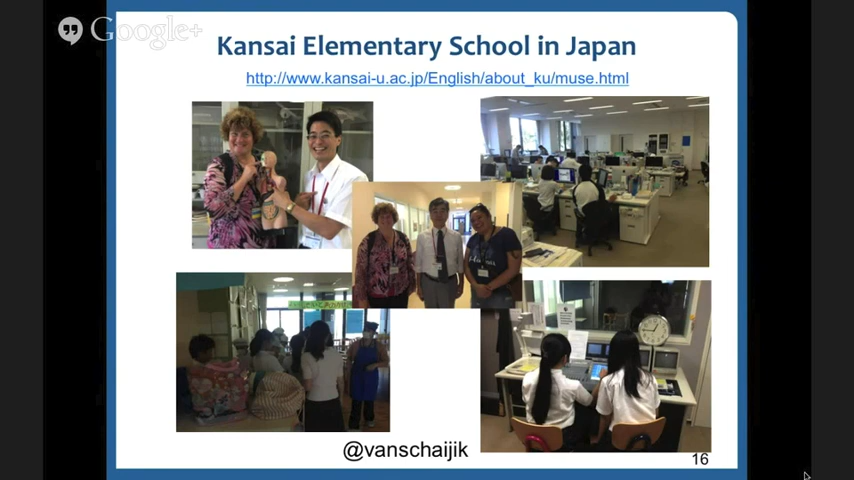 Google+
Kansai Elementary School in Japan
http://www.kansai-u.ac.jp/English/about_ku/muse.html
@vanschaijik
16